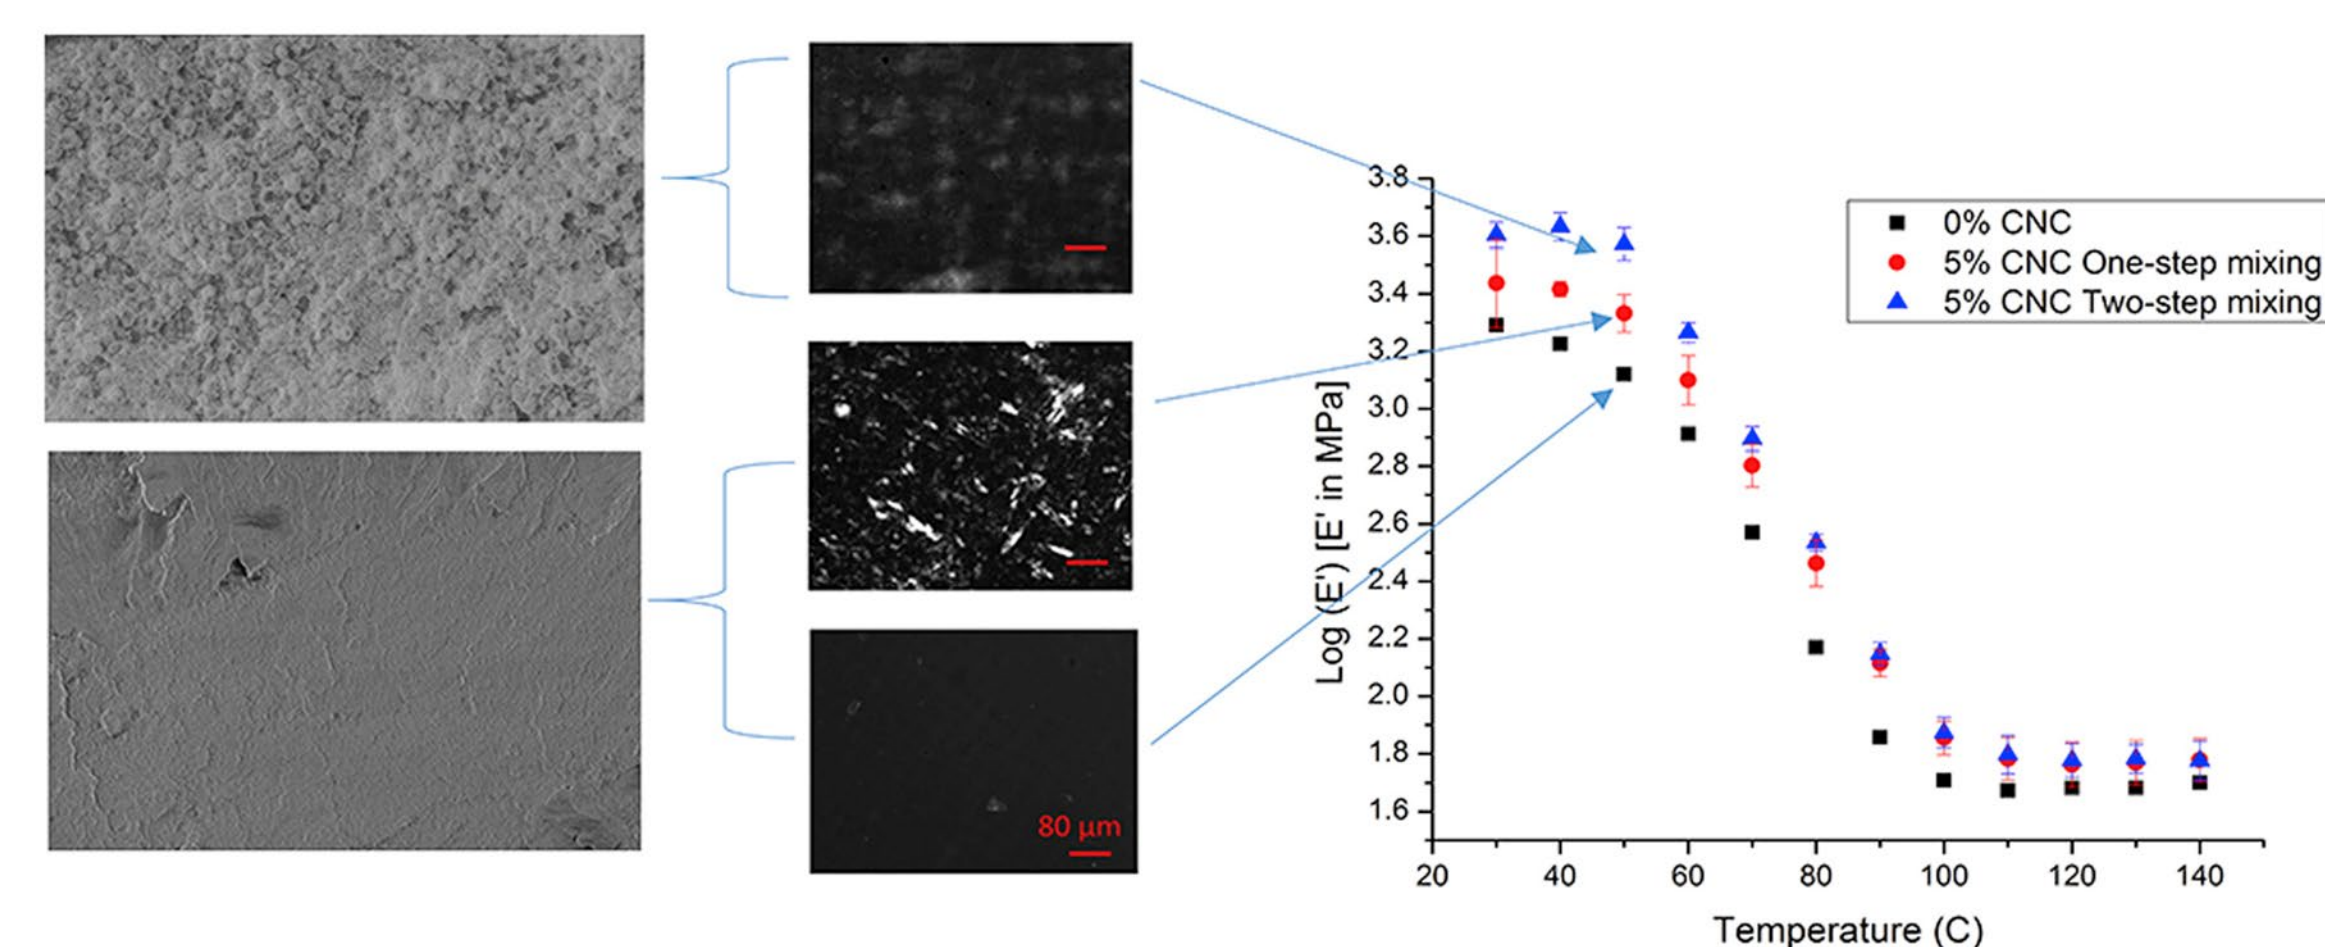 80 µm
3.8
3.6
3.4
3.2
3.0
2.8
2.6
2.4
2.2
2.0
1.8
1.6
Log (E') [E' in MPa]
0% CNC
5% CNC One-step mixing
5% CNC Two-step mixing
20 40 60 80 100 120 140
Temperature (C)